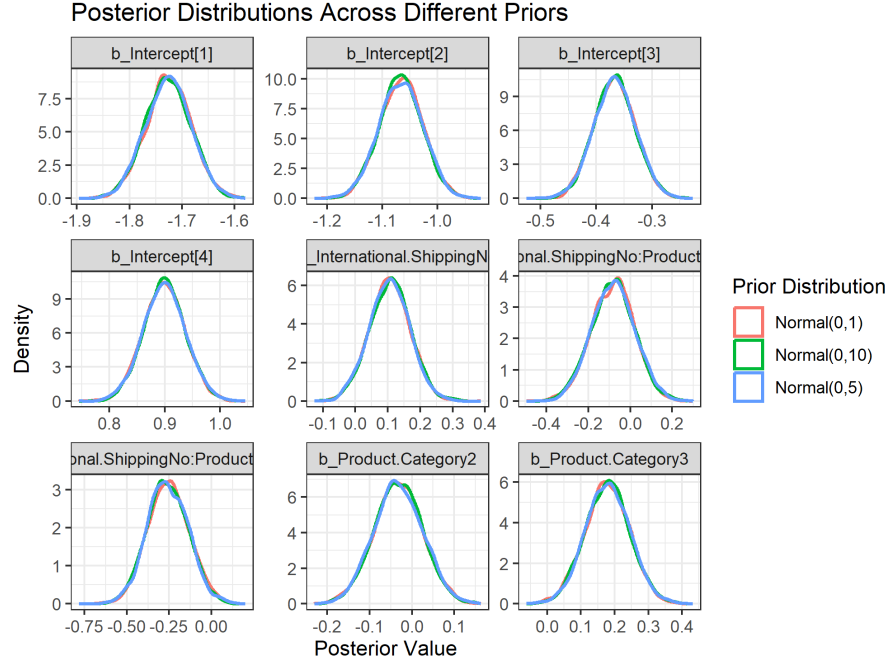 Posterior Distributions Across Different Priors
b_Intercept[1]
b_Intercept[2]
b_Intercept[3]
7.5
5.0
2.5
0.0
10.0
7.5
5.0
2.5
0.0
9
6
3
0
-1.9 -1.8 -1.7 -1.6
-1.2 -1.1 -1.0
-0.5 -0.4 -0.3
b_Intercept[4]
_International.ShippingN
onal.ShippingNo:Product
9
6
3
0
6
4
2
0
4
3
2
1
0
0.8 0.9 1.0
-0.1 0.0 0.1 0.2 0.3 0.4
-0.4 -0.2 0.0 0.2
onal.ShippingNo:Product
b_Product.Category2
b_Product.Category3
3
2
1
0
6
4
2
0
6
4
2
0
-0.75 -0.50 -0.25 0.00
-0.2 -0.1 0.0 0.1
0.0 0.1 0.2 0.3 0.4
Density
Posterior Value
Prior Distribution
Normal(0,1)
Normal(0,10)
Normal(0,5)